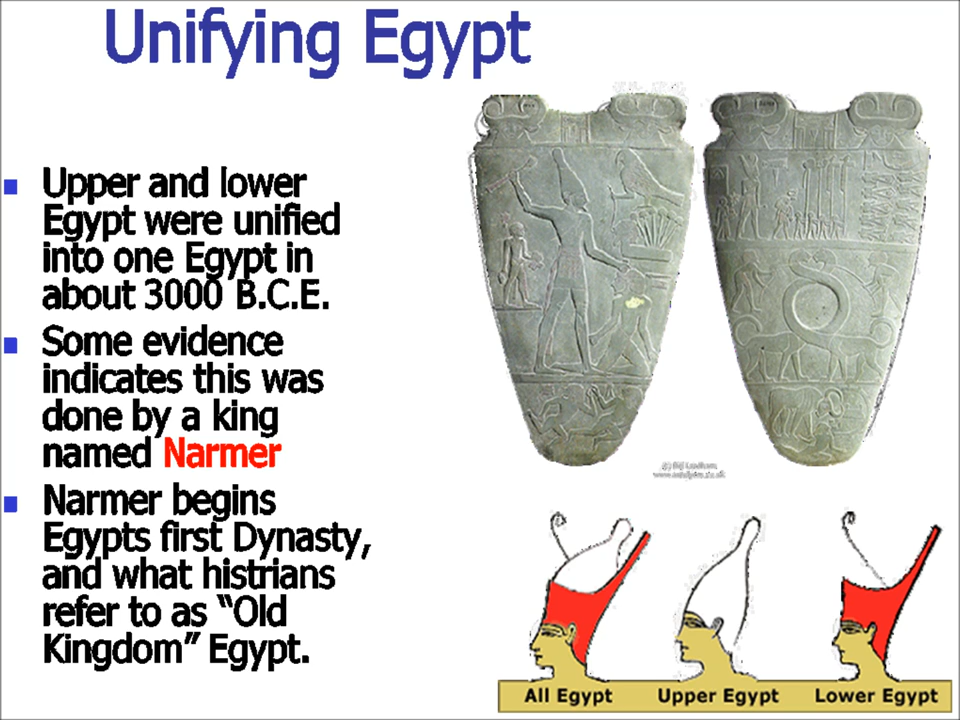 Unifying Egypt
Upper and lower
Egypt were unified
into one Egypt in
about 3000 B.C.E.
Some evidence
indicates this was
done by a king
named Narmer
Narmer begins
Egypts first Dynasty,
and what histrians
refer to as “Old
Kingdom” Egypt.
All Egypt
Upper Egypt
Lower Egypt